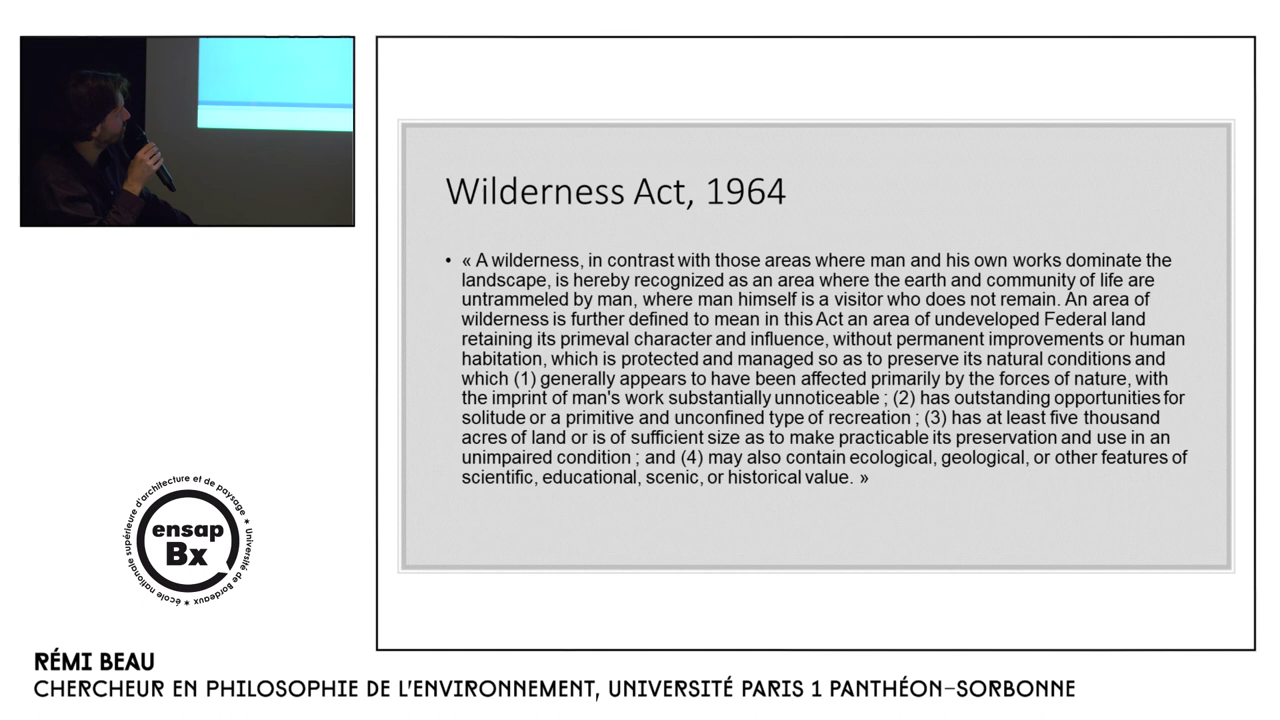 Wilderness Act, 1964
• « A wilderness, in contrast with those areas where man and his own works dominate the
landscape, is hereby recognized as an area where the earth and community of life are
untrammeled by man, where man himself is a visitor who does not remain. An area of
wilderness is further defined to mean in this Act an area of undeveloped Federal land
retaining its primeval character and influence, without permanent improvements or human
habitation, which is protected and managed so as to preserve its natural conditions and
which (1) generally appears to have been affected primarily by the forces of nature, with
the imprint of man's work substantially unnoticeable ; (2) has outstanding opportunities for
solitude or a primitive and unconfined type of recreation ; (3) has at least five thousand
acres of land or is of sufficient size as to make practicable its preservation and use in an
unimpaired condition ; and (4) may also contain ecological, geological, or other features of
scientific, educational, scenic, or historical value. »
école nationale supérieure d'architecture et de paysage * Université de Bordeaux *
ensap
Bx
RÉMI BEAU
CHERCHEUR EN PHILOSOPHIE DE L'ENVIRONNEMENT, UNIVERSITÉ PARIS 1 PANTHÉON-SORBONNE